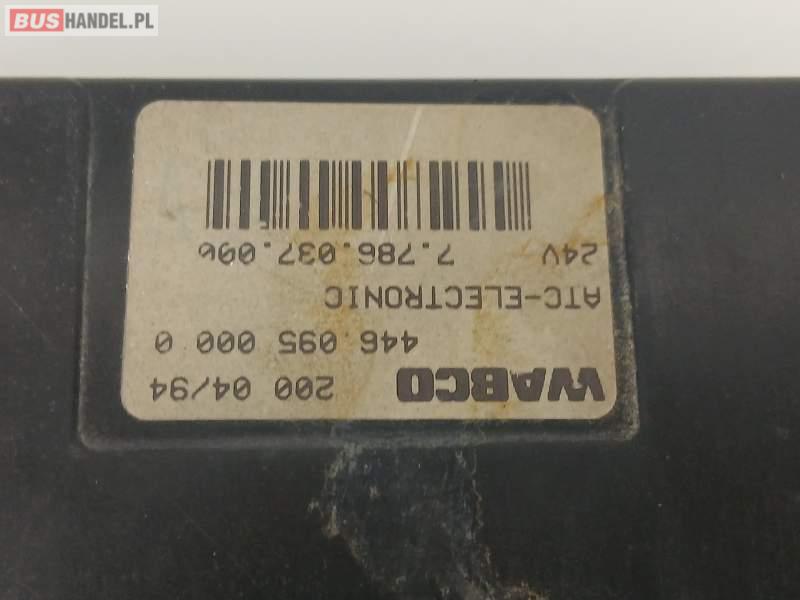 BUSHANDEL.PL
WABCO 200 04/94
446 095 000 0
ATC-ELECTRONIC
24V 7.786.037.096